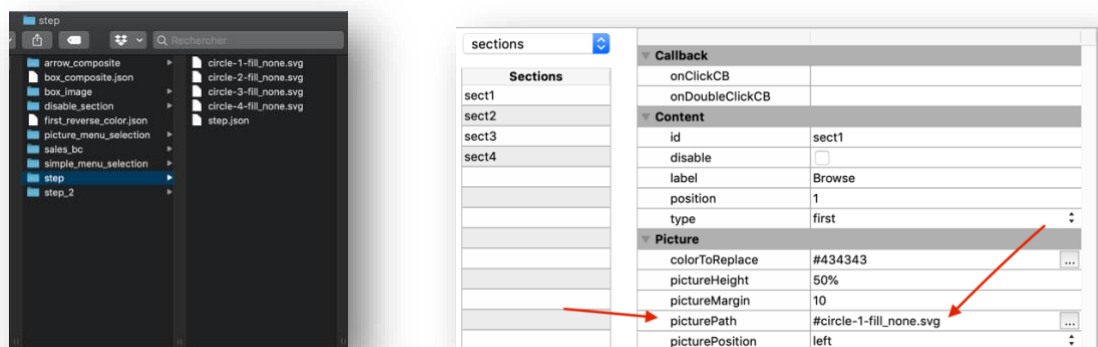 step
Rechercher
arrow_composite
box_composite.json
box_image
disable_section
first_reverse_color.json
picture_menu_selection
sales_bc
simple_menu_selection
step
step_2
circle-1-fill_none.svg
circle-2-fill_none.svg
circle-3-fill_none.svg
circle-4-fill_none.svg
step.json
sections
Sections
sect1
sect2
sect3
sect4
Callback
onClickCB
onDoubleClickCB
Content
id sect1
disable
label Browse
position 1
type first
Picture
colorToReplace #434343 ...
pictureHeight 50%
pictureMargin 10
picturePath #circle-1-fill_none.svg ...
picturePosition left